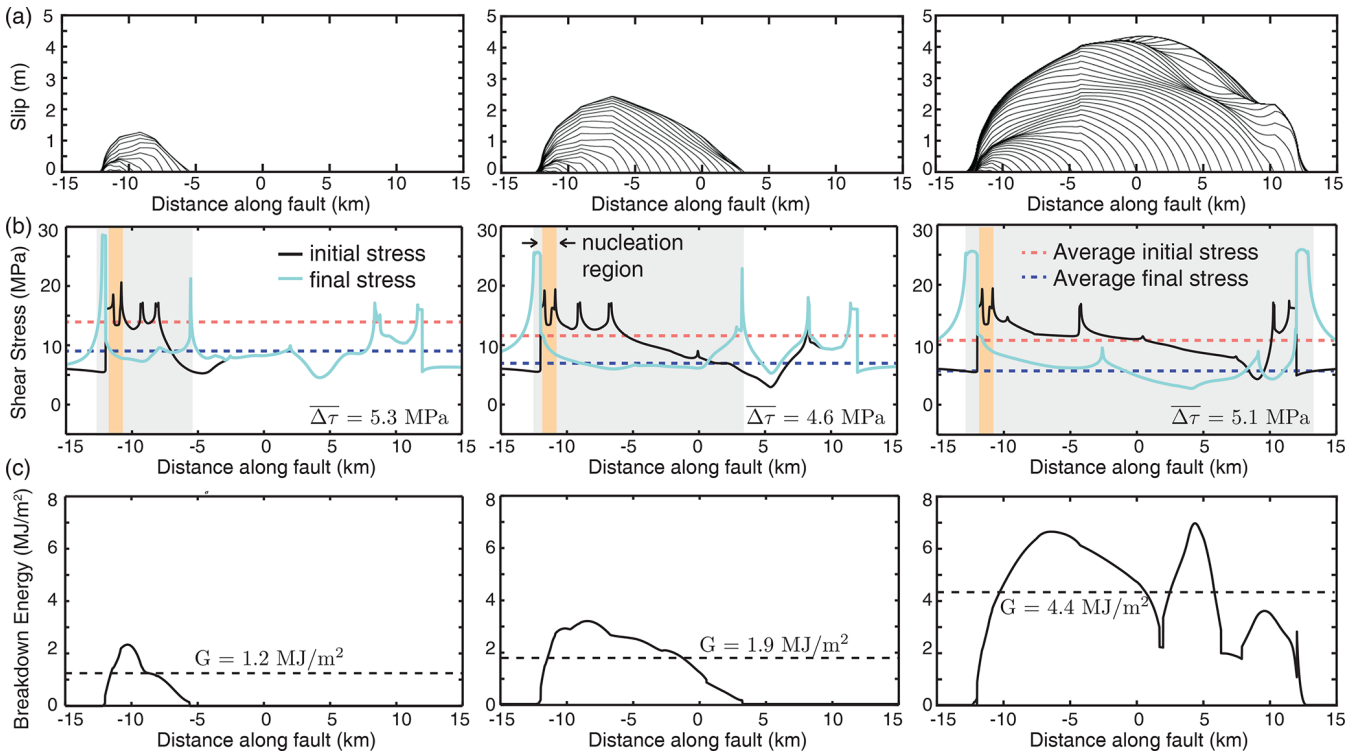 (a)
Slip (m)
5
4
3
2
1
0
-15 -10 -5 0 5 10 15
Distance along fault (km)
5
4
3
2
1
0
-15 -10 -5 0 5 10 15
Distance along fault (km)
5
4
3
2
1
0
-15 -10 -5 0 5 10 15
Distance along fault (km)
(b)
Shear Stress (MPa)
30
20
10
0
initial stress
final stress
Δτ = 5.3 MPa
-15 -10 -5 0 5 10 15
Distance along fault (km)
30
20
10
0
nucleation
region
Δτ = 4.6 MPa
-15 -10 -5 0 5 10 15
Distance along fault (km)
30
20
10
0
Average initial stress
Average final stress
Δτ = 5.1 MPa
-15 -10 -5 0 5 10 15
Distance along fault (km)
(c)
Breakdown Energy (MJ/m²)
8
6
4
2
0
G = 1.2 MJ/m²
-15 -10 -5 0 5 10 15
Distance along fault (km)
8
6
4
2
0
G = 1.9 MJ/m²
-15 -10 -5 0 5 10 15
Distance along fault (km)
8
6
4
2
0
G = 4.4 MJ/m²
-15 -10 -5 0 5 10 15
Distance along fault (km)